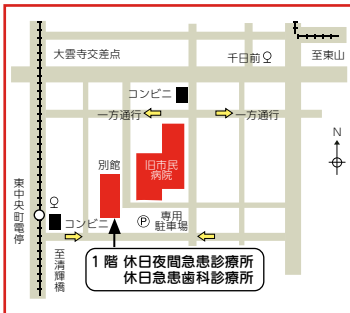 大雲寺交差点
千日前
至東山
コンビニ
一方通行
一方通行
N
別館
旧市民
病院
東中央町電停
コンビニ
P
専用
駐車場
至清輝橋
1階 休日夜間急患診療所
休日急患歯科診療所